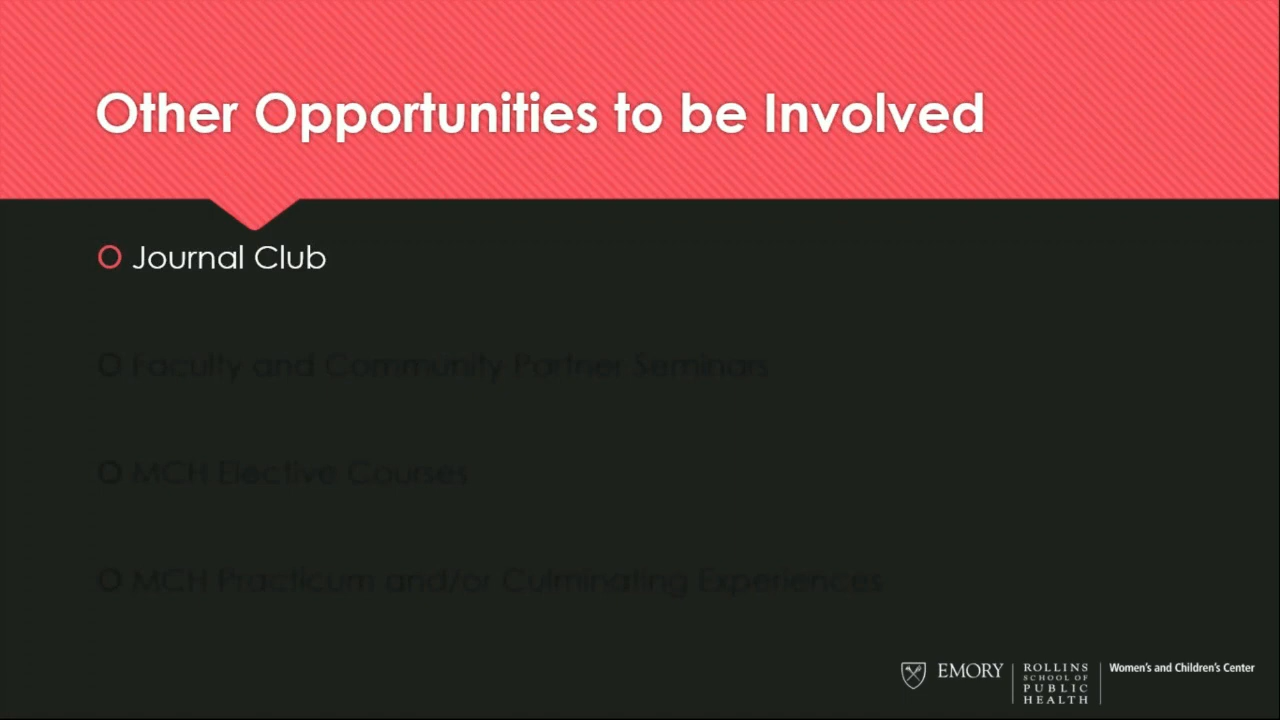 Other Opportunities to be Involved
Journal Club
Faculty and Community Partner Seminars
MCH Elective Courses
MCH Practicum and/or Culminating Experiences
EMORY
ROLLINS
SCHOOL OF
PUBLIC
HEALTH
Women's and Children's Center